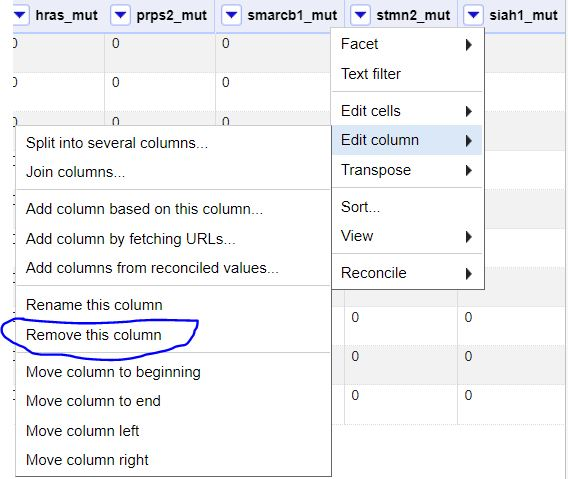 hras_mut prps2_mut smarcb1_mut stmn2_mut siah1_mut
0 0 0
0 0 0
0 0 0
Facet
Text filter
Edit cells
Edit column
Transpose
Sort...
View
Reconcile
Split into several columns...
Join columns...
Add column based on this column...
Add column by fetching URLs...
Add columns from reconciled values...
Rename this column
Remove this column
Move column to beginning
Move column to end
Move column left
Move column right
0 0
0 0
0 0